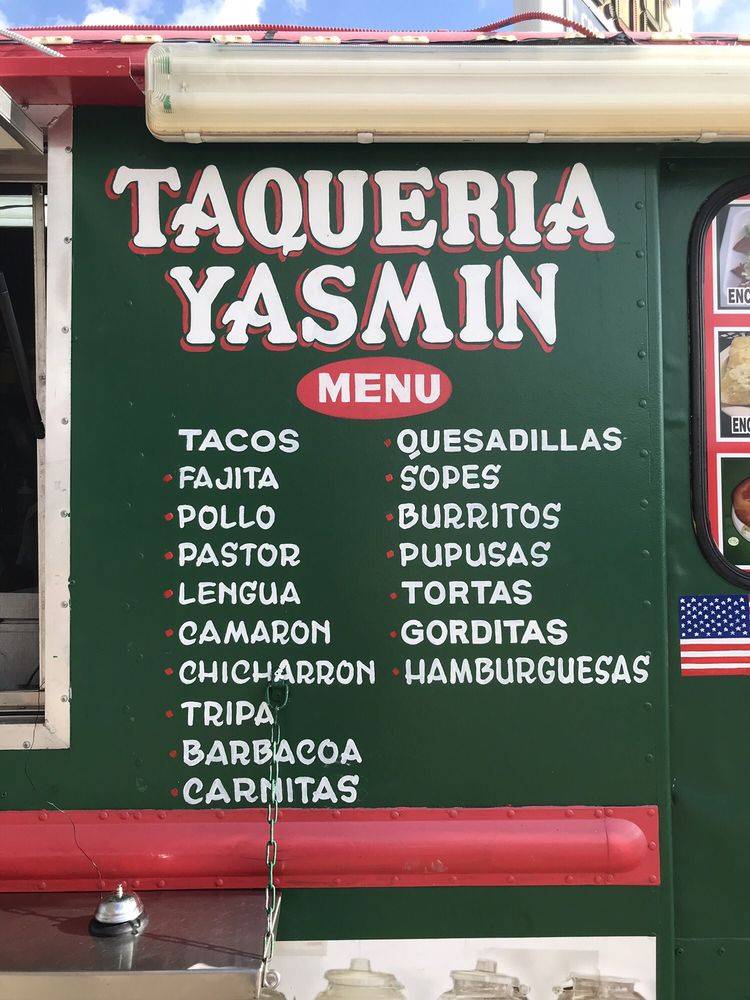 TAQUERIA
YASMIN
MENU
TACOS
FAJITA
POLLO
PASTOR
LENGUA
CAMARON
CHICHARRON
TRIPA
BARBACOA
CARNITAS
QUESADILLAS
SOPES
BURRITOS
PUPUSAS
TORTAS
GORDITAS
HAMBURGUESAS